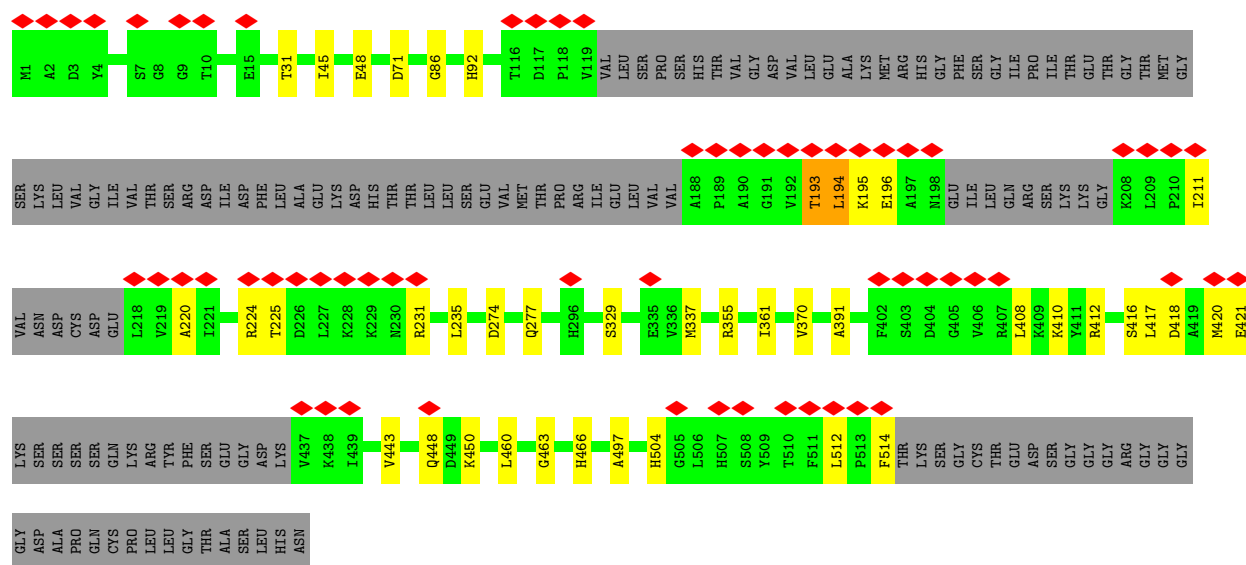 M1 A2 D3 Y4 S7 G8 G9 T10 E15 T31 I45 E48 D71 G86 H92 T116 D117 P118 V119 VAL LEU SER PRO SER HIS THR VAL GLY ASP VAL LEU GLU ALA LYS MET ARG HIS GLY PHE SER GLY ILE PRO ILE THR GLU THR GLY THR MET GLY
SER LYS LEU VAL GLY ILE VAL THR SER ARG ASP ILE ASP PHE LEU ALA GLU LYS ASP HIS THR THR LEU LEU SER GLU VAL MET THR PRO ARG ILE GLU LEU VAL VAL A188 P189 A190 G191 V192 T193 L194 K195 E196 A197 N198 GLU ILE LEU GLN ARG SER LYS LYS GLY K208 L209 P210 I211
VAL ASN ASP CYS ASP GLU L218 V219 A220 I221 R224 T225 D226 L227 K228 K229 N230 R231 L235 D274 Q277 H296 S329 E335 V336 M337 R355 I361 V370 A391 F402 S403 D404 G405 V406 R407 L408 K409 K410 Y411 R412 S416 L417 D418 A419 M420 E421
LYS SER SER SER SER GLN LYS ARG TYR PHE SER GLU GLY ASP LYS V437 K438 I439 V443 Q448 D449 K450 L460 G463 H466 A497 H504 G505 L506 H507 S508 Y509 T510 F511 L512 P513 F514 THR LYS SER GLY CYS THR GLU ASP SER GLY GLY GLY ARG GLY GLY GLY
GLY ASP ALA PRO GLN CYS PRO LEU LEU GLY THR ALA SER LEU HIS ASN